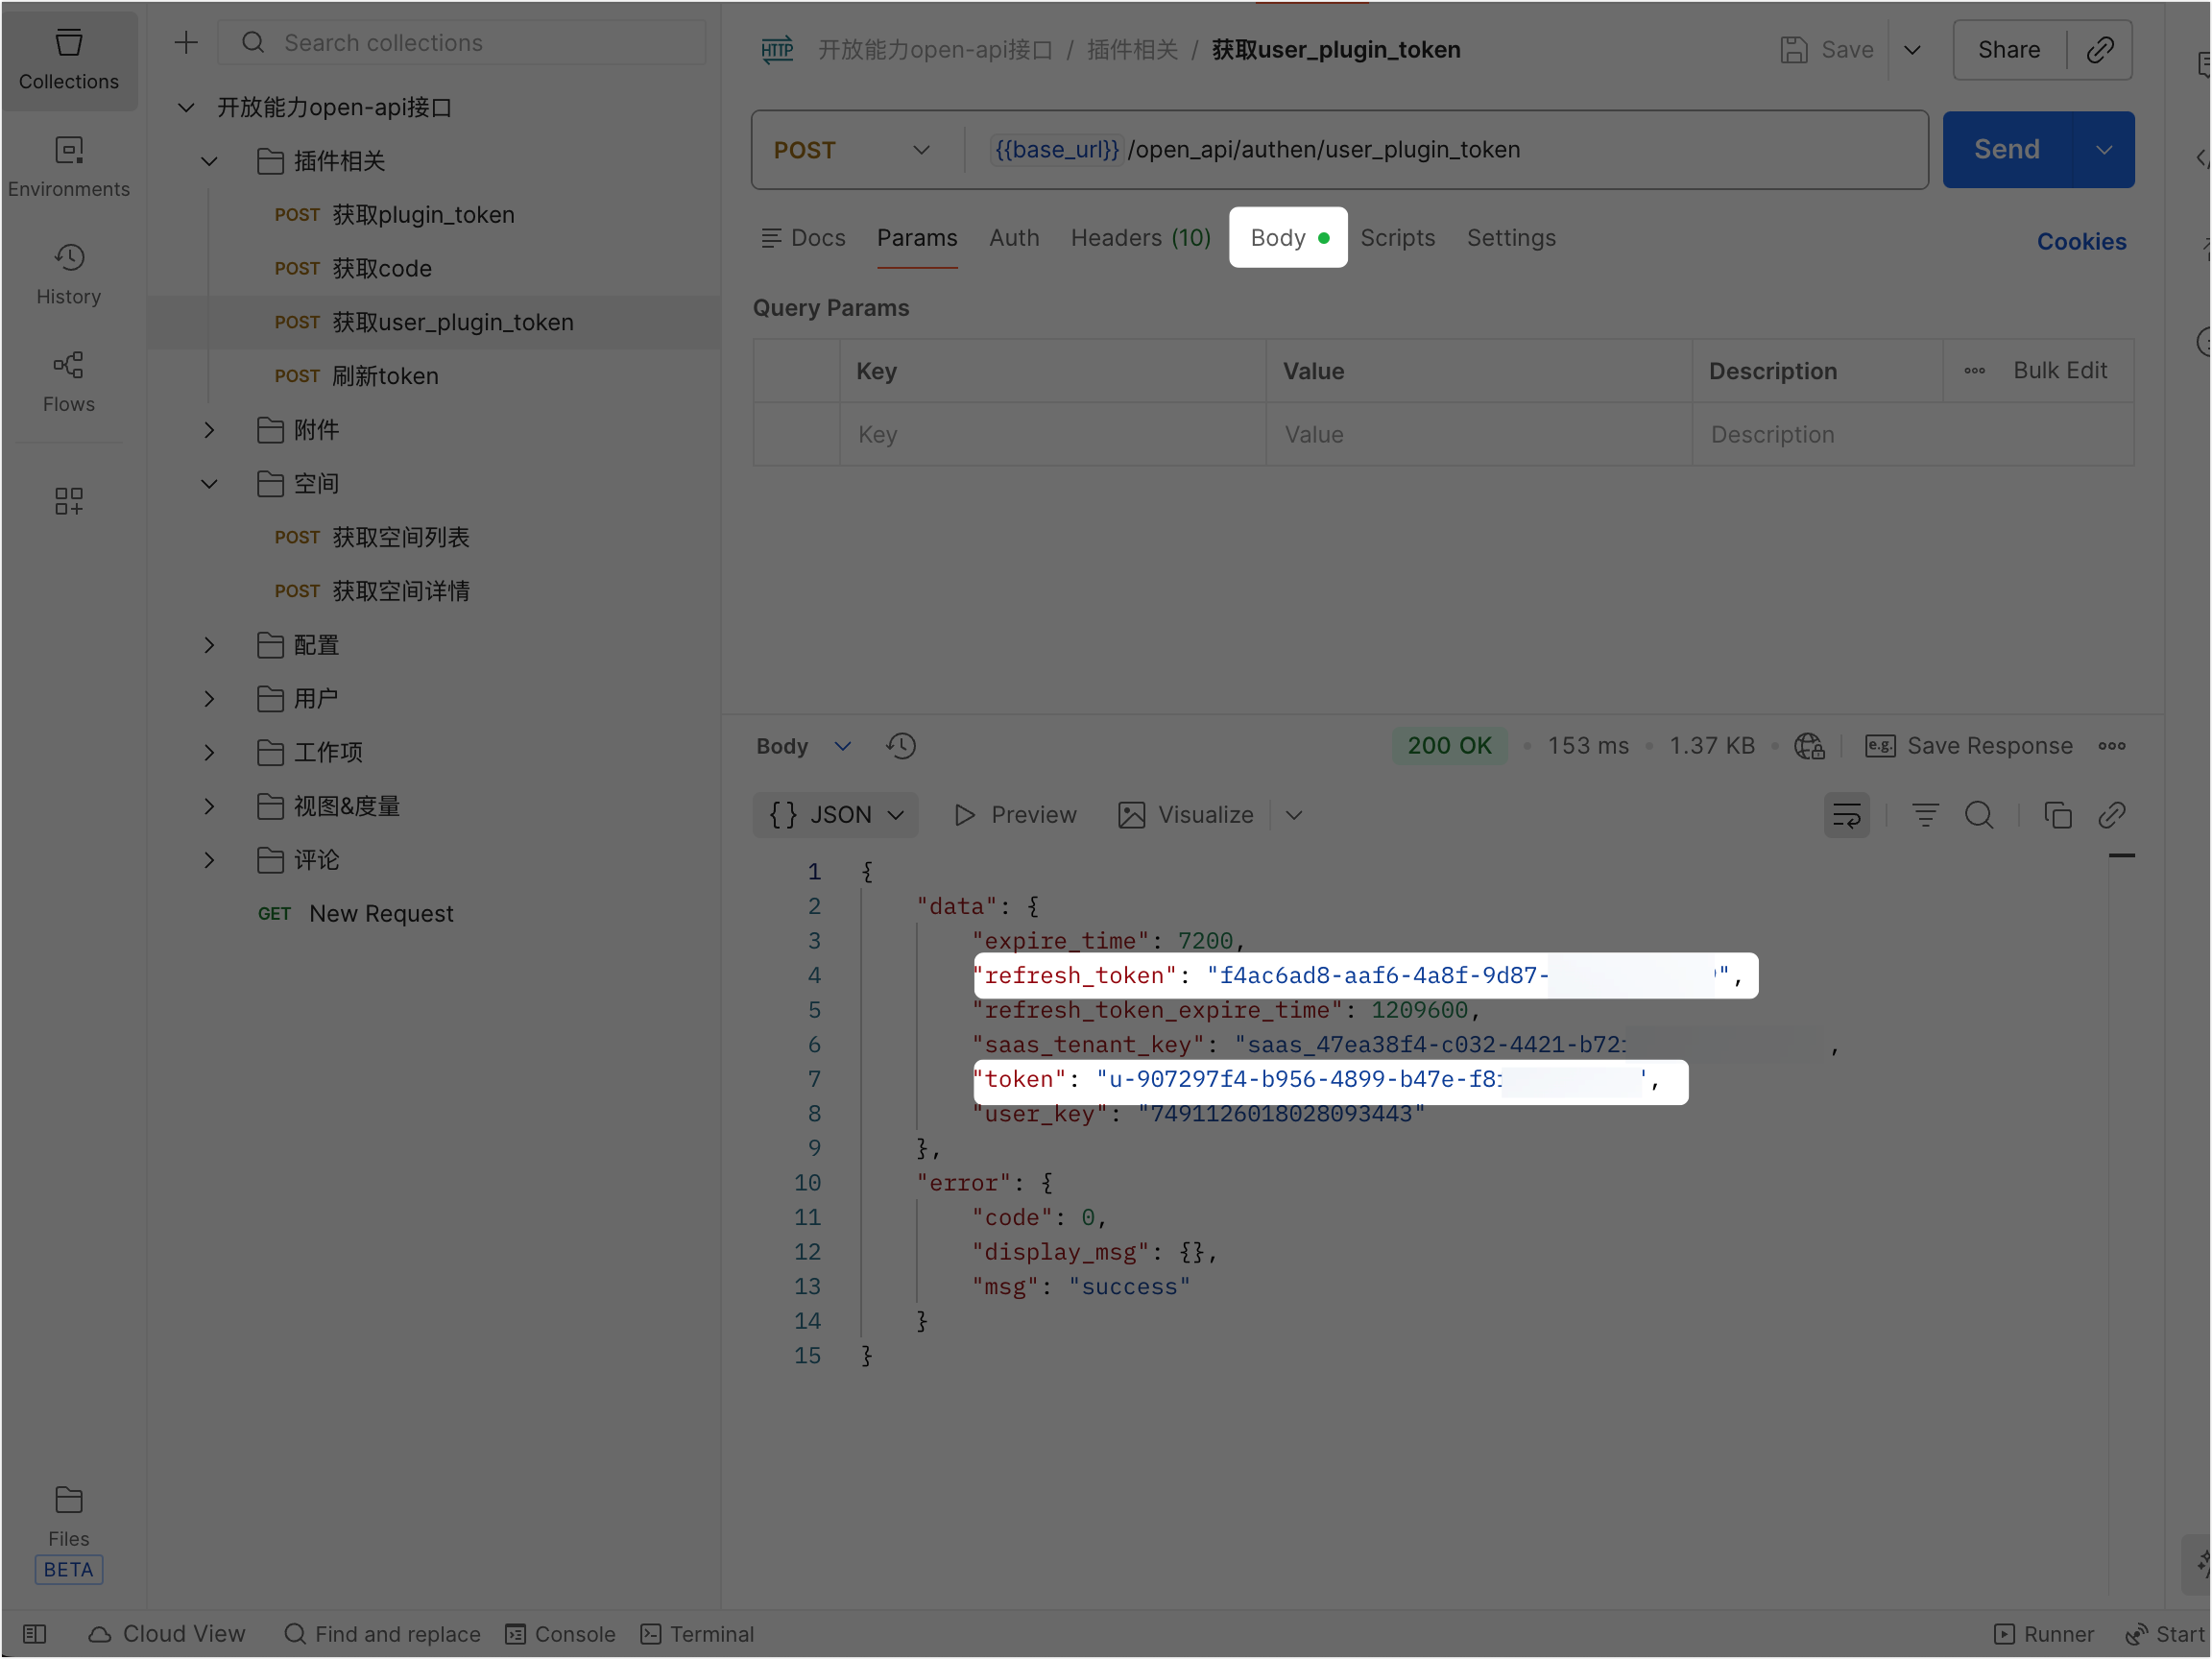 Collections
Environments
History
Flows
Files
BETA
Search collections
开放能力open-api接口
插件相关
POST 获取plugin_token
POST 获取code
POST 获取user_plugin_token
POST 刷新token
附件
空间
POST 获取空间列表
POST 获取空间详情
配置
用户
工作项
视图&度量
评论
GET New Request
HTTP 开放能力open-api接口 / 插件相关 / 获取user_plugin_token
Save
Share
POST {{base_url}}/open_api/authen/user_plugin_token
Send
Docs Params Auth Headers (10) Body Scripts Settings Cookies
Query Params
Key Value Description Bulk Edit
Key Value Description
Body 200 OK 153 ms 1.37 KB e.g. Save Response
{} JSON Preview Visualize
1 {
2 "data": {
3 "expire_time": 7200,
4 "refresh_token": "f4ac6ad8-aaf6-4a8f-9d87- ",
5 "refresh_token_expire_time": 1209600,
6 "saas_tenant_key": "saas_47ea38f4-c032-4421-b72 ,
7 "token": "u-907297f4-b956-4899-b47e-f8 ,
8 "user_key": "7491126018028093443"
9 },
10 "error": {
11 "code": 0,
12 "display_msg": {},
13 "msg": "success"
14 }
15 }
Cloud View Find and replace Console Terminal Runner Start